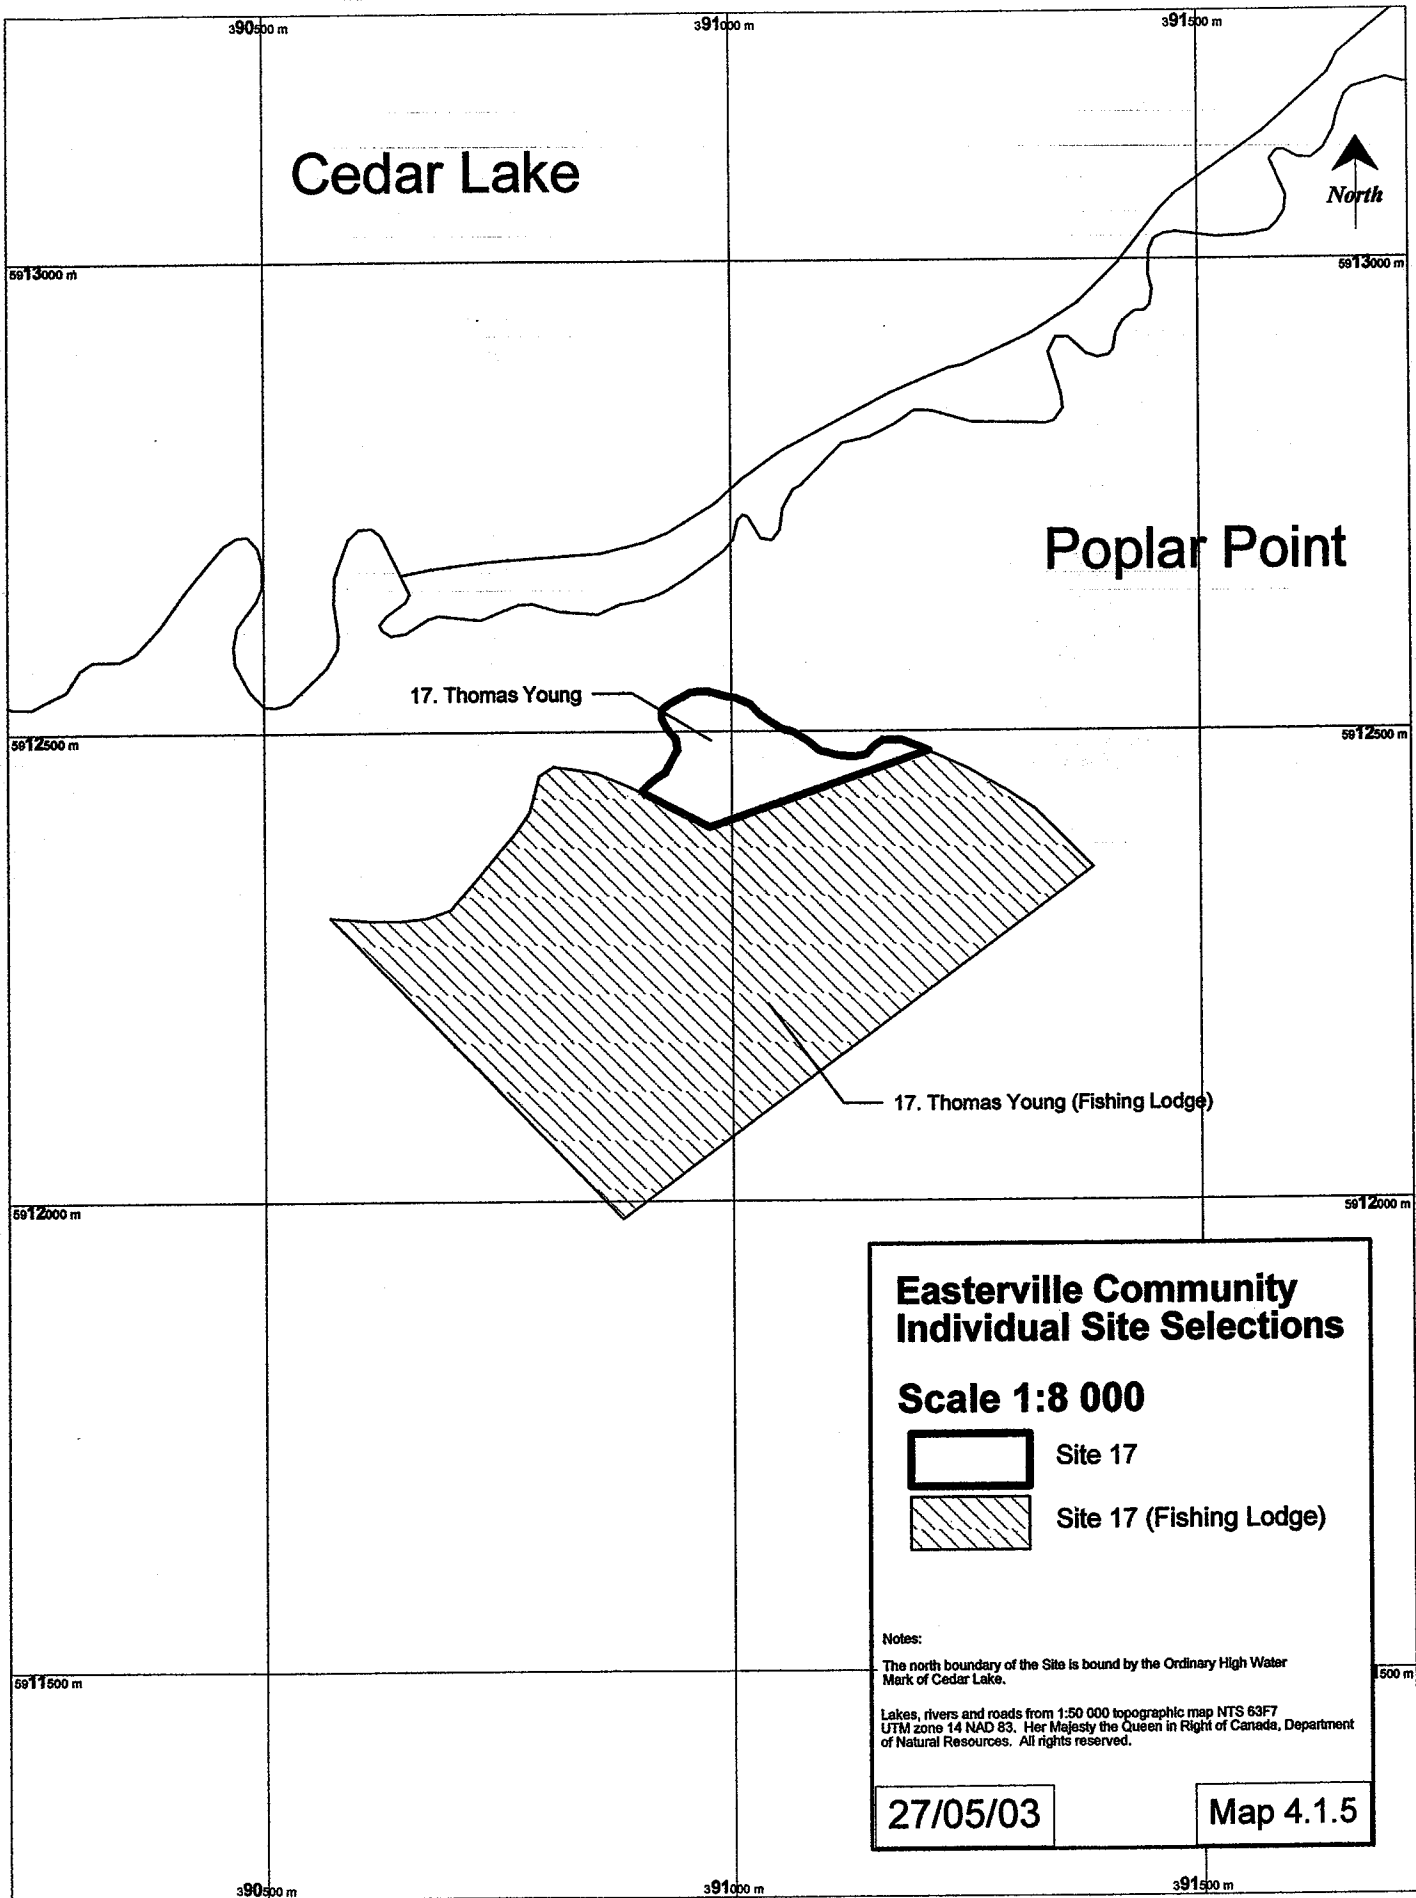 390500 m
391000 m
391500 m
Cedar Lake
North
5913000 m
5913000 m
Poplar Point
17. Thomas Young
5912500 m
5912500 m
17. Thomas Young (Fishing Lodge)
5912000 m
5912000 m
Easterville Community
Individual Site Selections
Scale 1:8 000
Site 17
Site 17 (Fishing Lodge)
Notes:
The north boundary of the Site is bound by the Ordinary High Water
Mark of Cedar Lake.
5911500 m
500 m
Lakes, rivers and roads from 1:50 000 topographic map NTS 63F7
UTM zone 14 NAD 83. Her Majesty the Queen in Right of Canada, Department
of Natural Resources. All rights reserved.
27/05/03
Map 4.1.5
390500 m
391000 m
391500 m